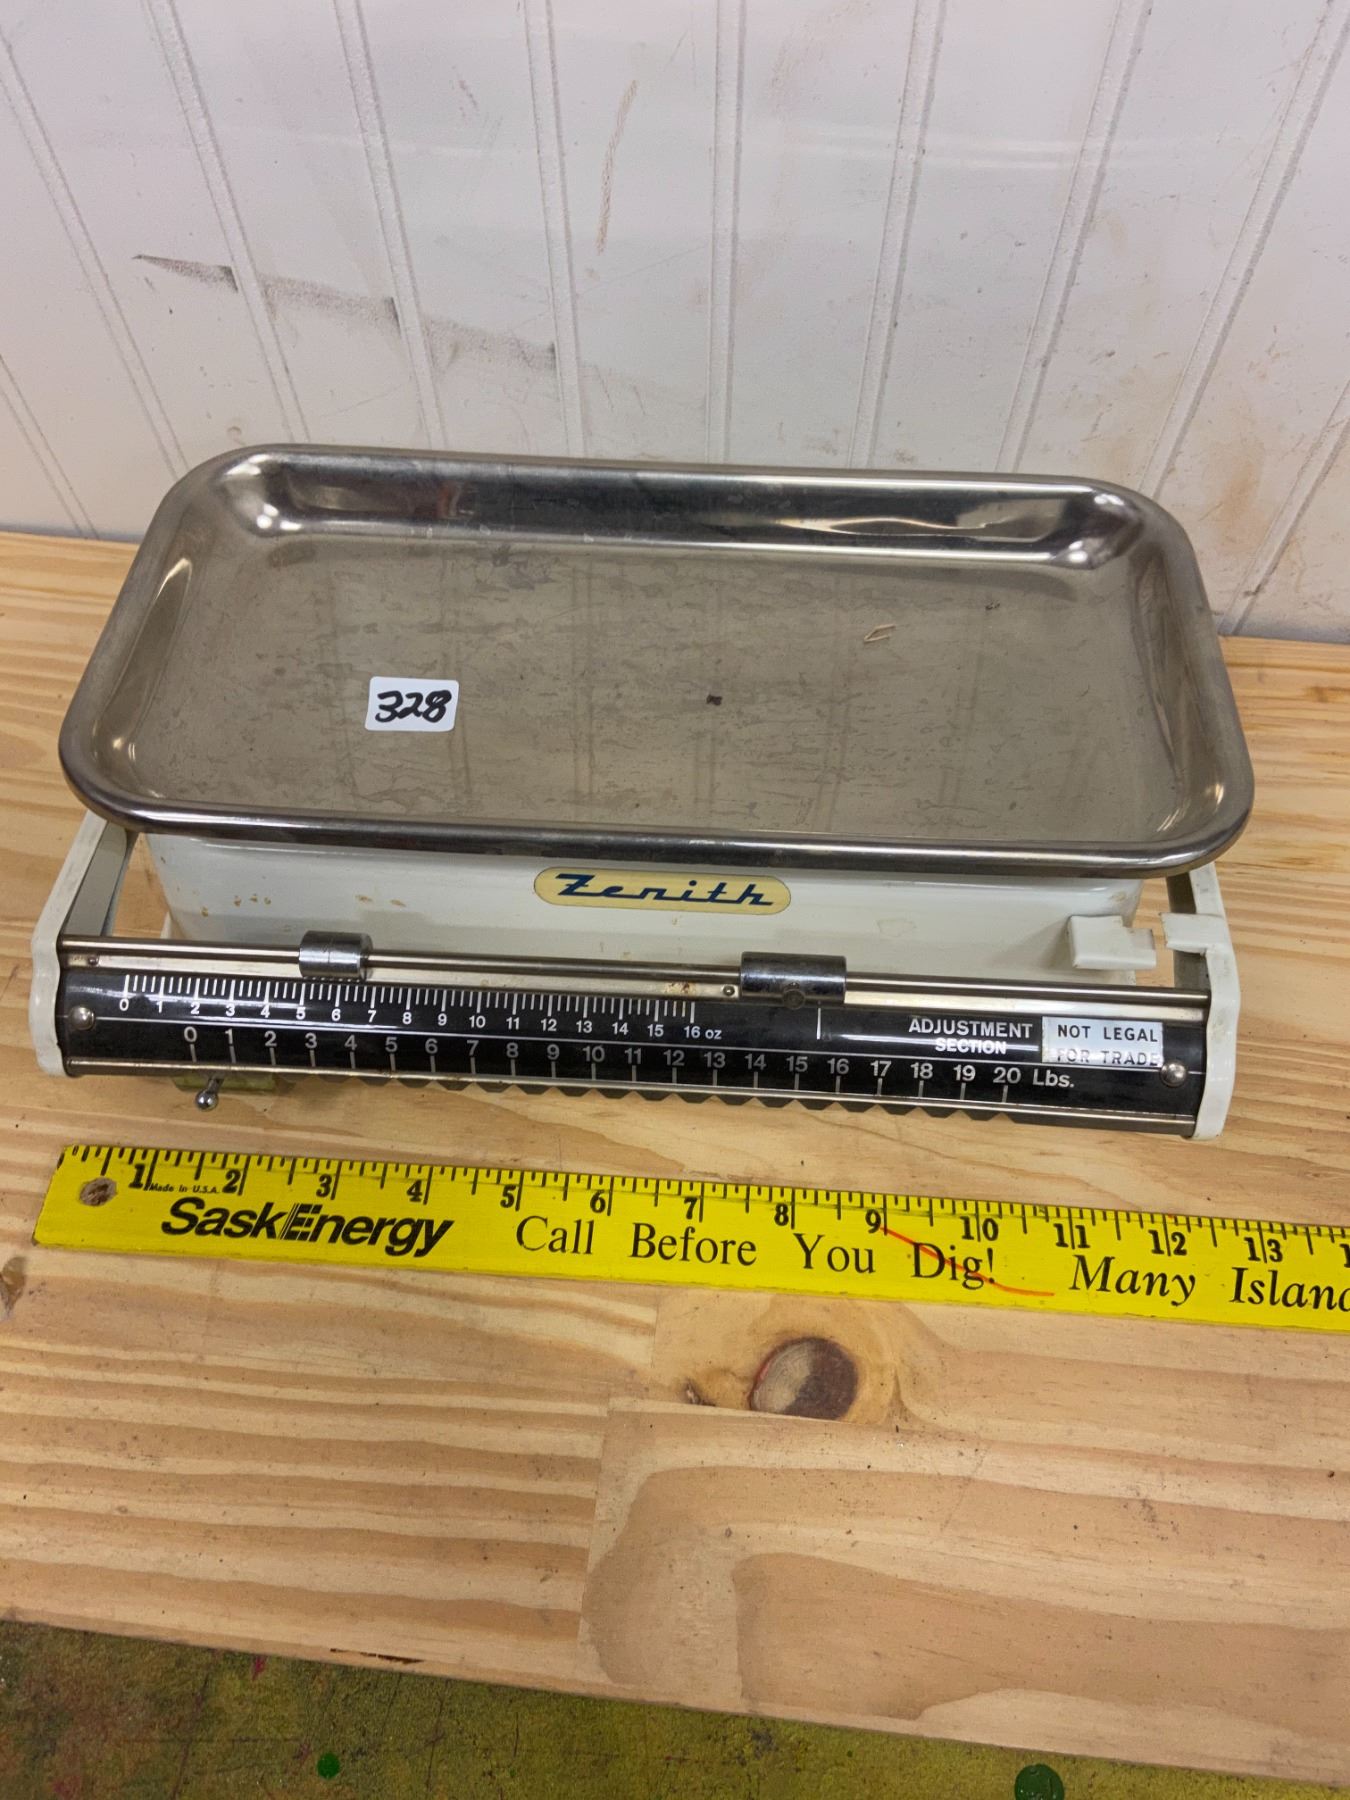 328
Zenith
0 1 2 3 4 5 6 7 8 9 10 11 12 13 14 15 16 oz
ADJUSTMENT
SECTION
NOT LEGAL
FOR TRADE
0 1 2 3 4 5 6 7 8 9 10 11 12 13 14 15 16 17 18 19 20 Lbs.
1 2 3 4 5 6 7 8 9 10 11 12 13
Made in U.S.A.
SaskEnergy Call Before You Dig! Many Island